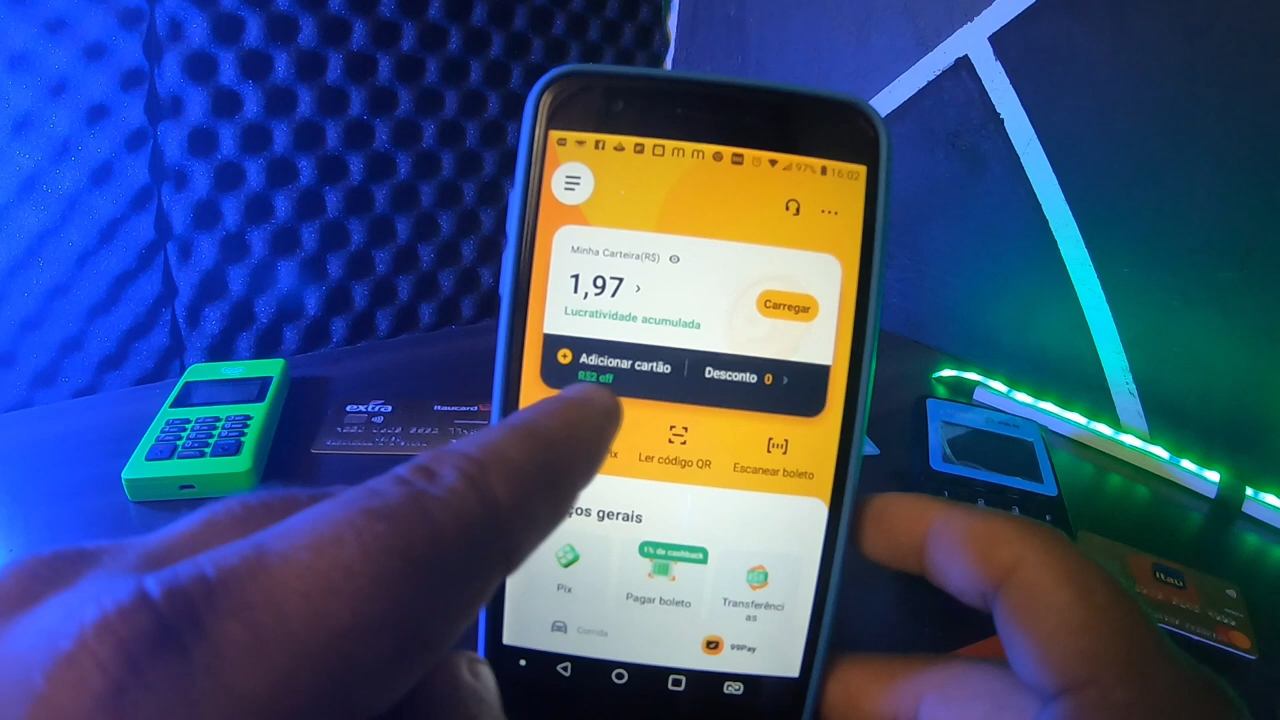 97% 16:02
Minha Carteira(R$)
1,97 ›
Carregar
Lucratividade acumulada
Adicionar cartão
R$2 off
Desconto 0 ›
Ler código QR
Escanear boleto
gerais
1% de cashback
Pix
Pagar boleto
Transferênci
as
Corrida
99Pay
extra
Itaucard
Itaú